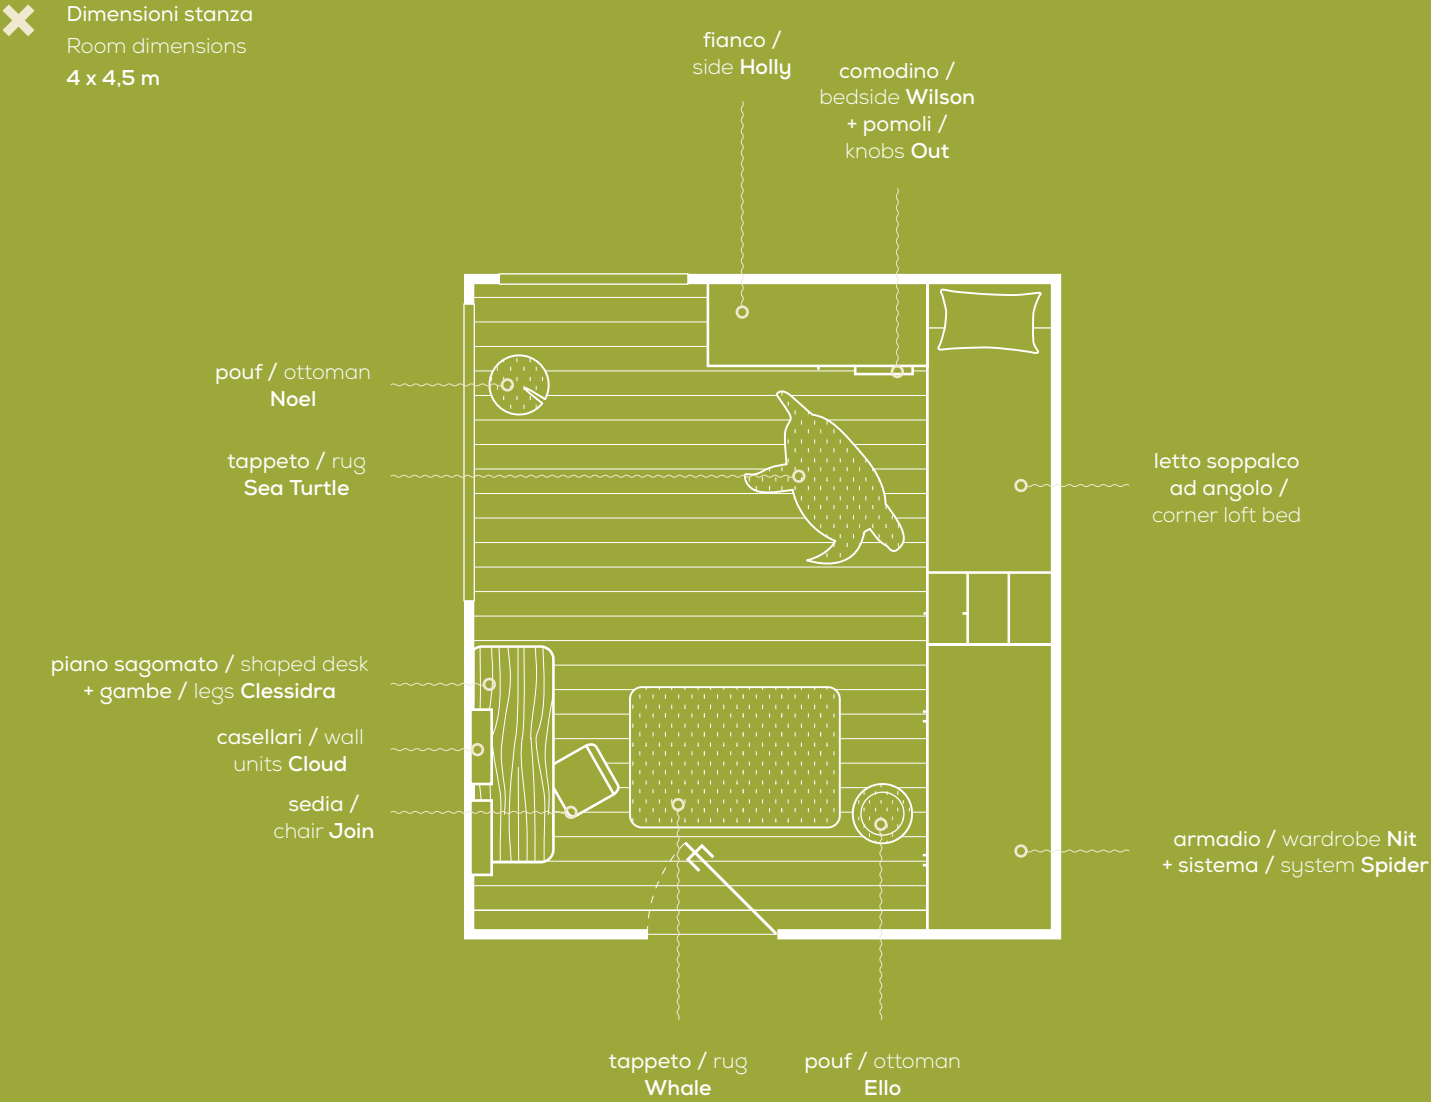 Dimensioni stanza
Room dimensions
4 x 4,5 m
fianco /
side Holly
comodino /
bedside Wilson
+ pomoli /
knobs Out
pouf / ottoman
Noel
tappeto / rug
Sea Turtle
letto soppalco
ad angolo /
corner loft bed
piano sagomato / shaped desk
+ gambe / legs Clessidra
casellari / wall
units Cloud
sedia /
chair Join
armadio / wardrobe Nit
+ sistema / system Spider
tappeto / rug
Whale
pouf / ottoman
Ello